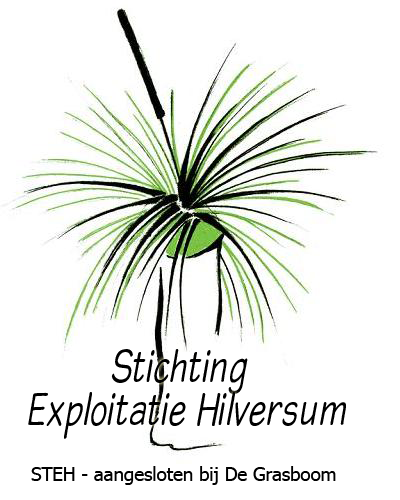 Stichting
Exploitatie Hilversum
STEH - aangesloten bij De Grasboom